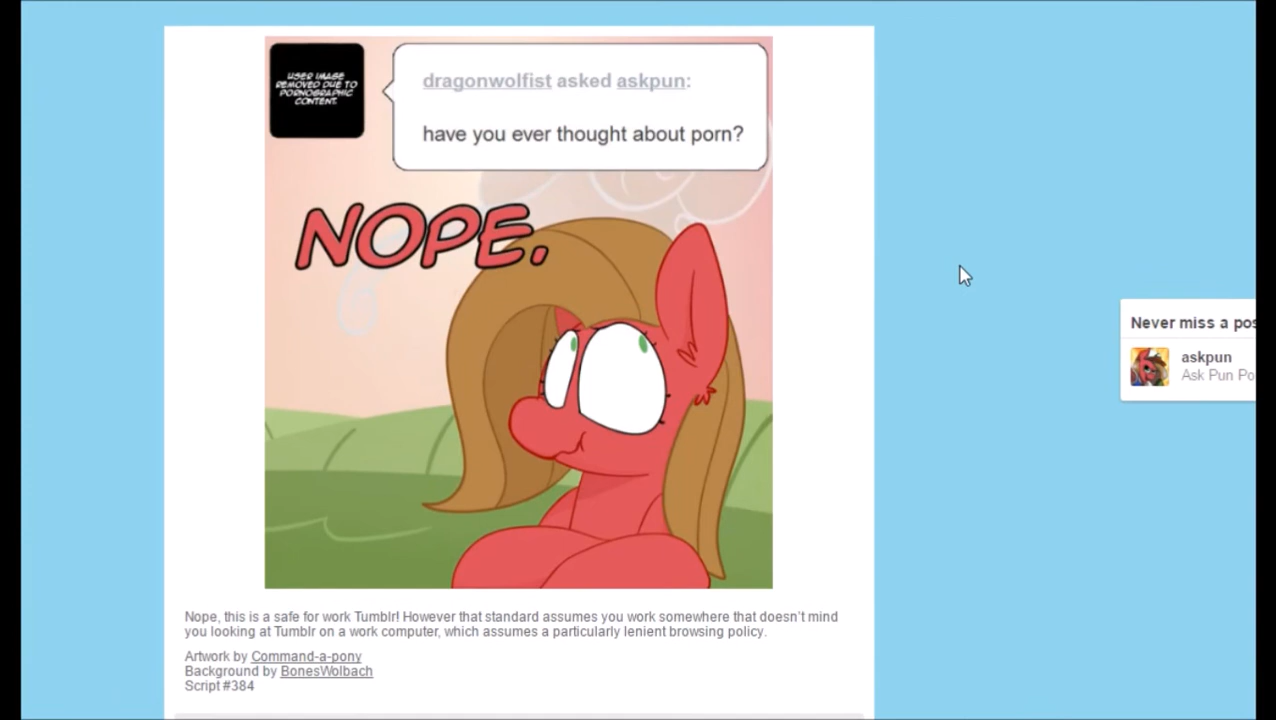 USER IMAGE
REMOVED DUE TO
PORNOGRAPHIC
CONTENT.
dragonwolfist asked askpun:
have you ever thought about porn?
NOPE.
Never miss a pos
askpun
Ask Pun Po
Nope, this is a safe for work Tumblr! However that standard assumes you work somewhere that doesn't mind
you looking at Tumblr on a work computer, which assumes a particularly lenient browsing policy.
Artwork by Command-a-pony
Background by BonesWolbach
Script #384